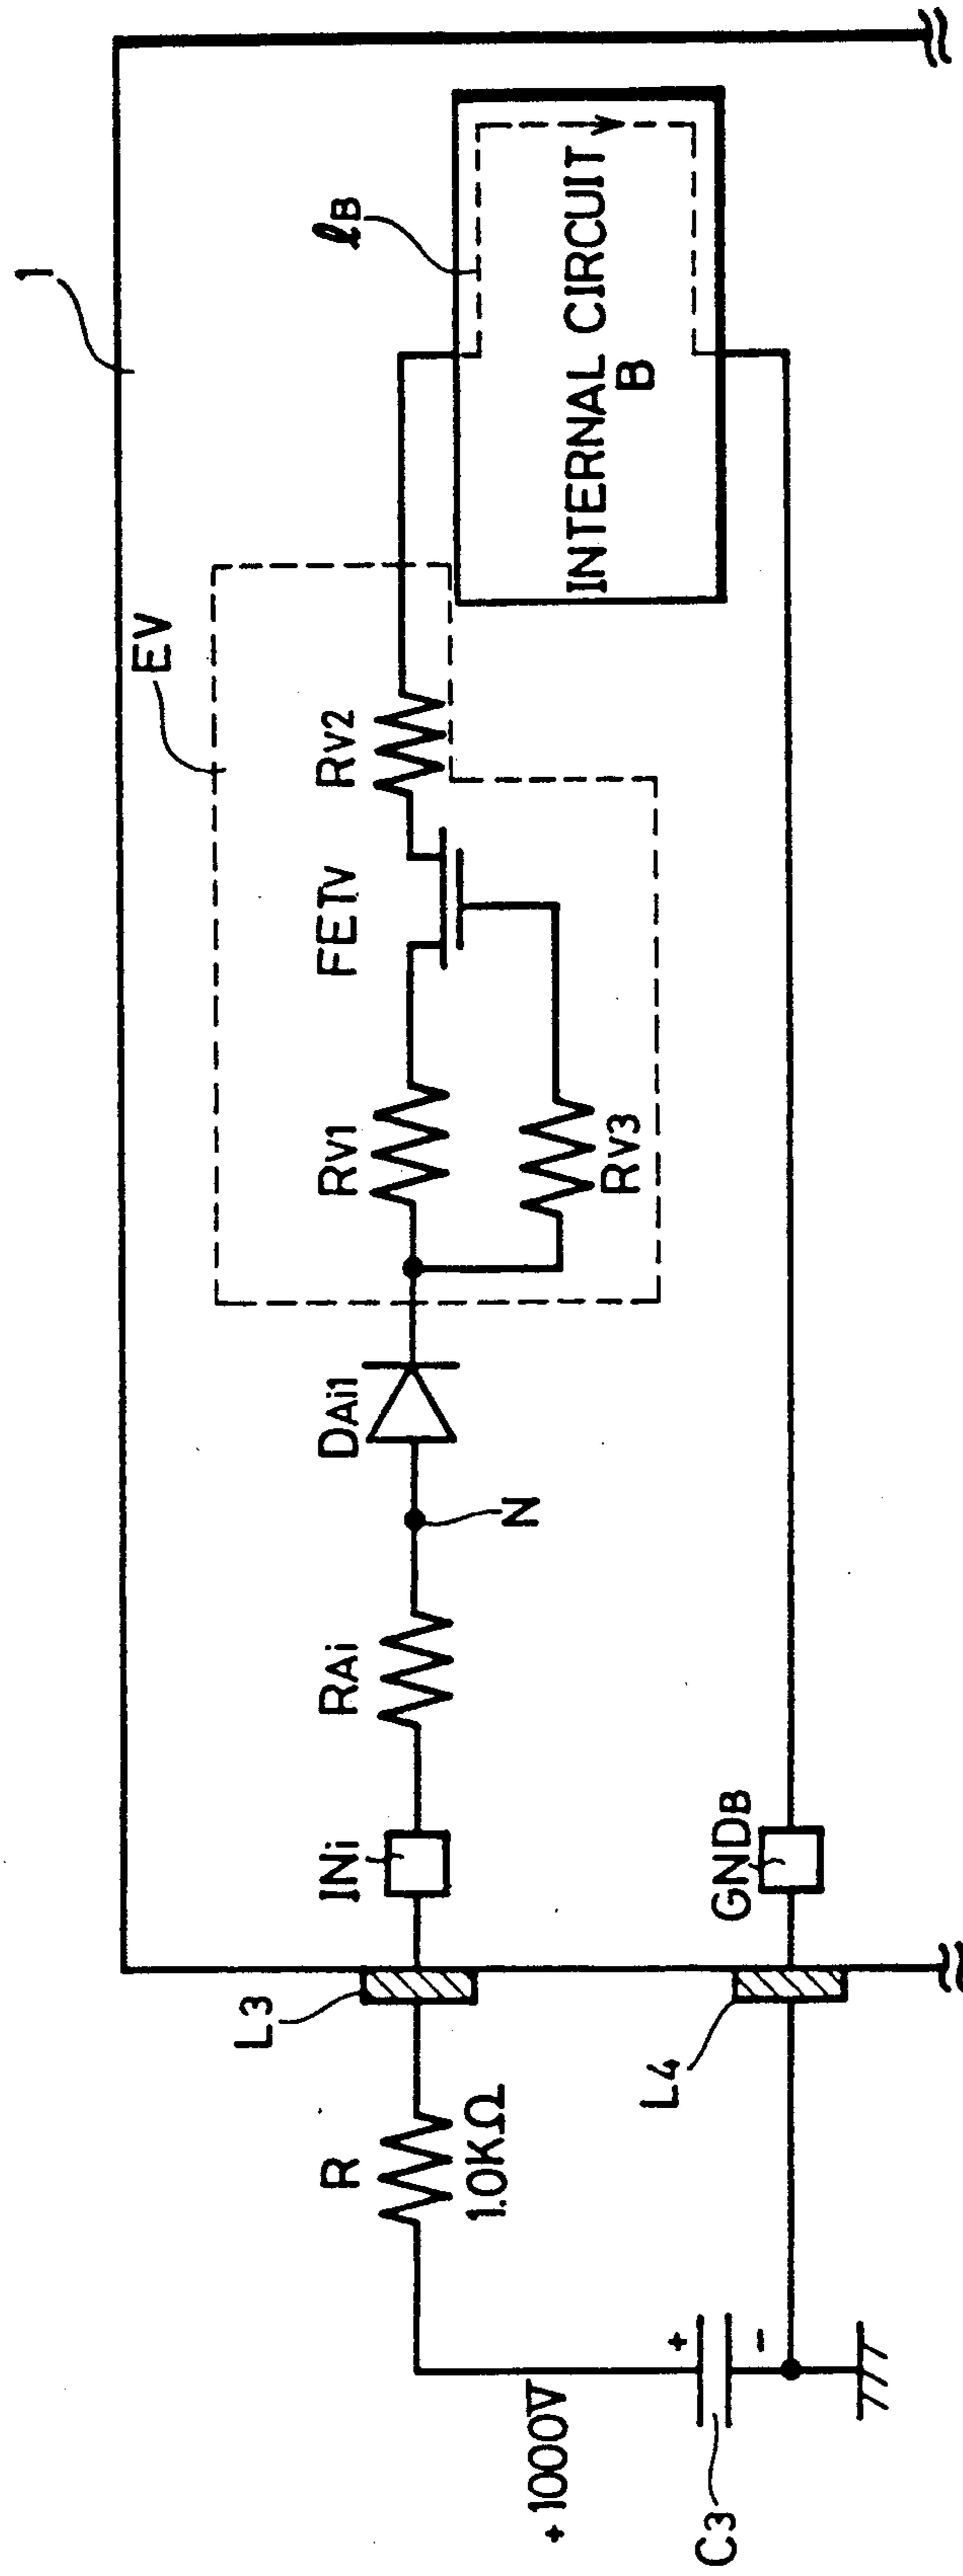 1
EV
ℓB
RV2
FETV
RV1
RV3
DAi1
N
RAi
INi
L3
R
1.0KΩ
+1000V
+
-
C3
L4
GNDB
INTERNAL CIRCUIT
B